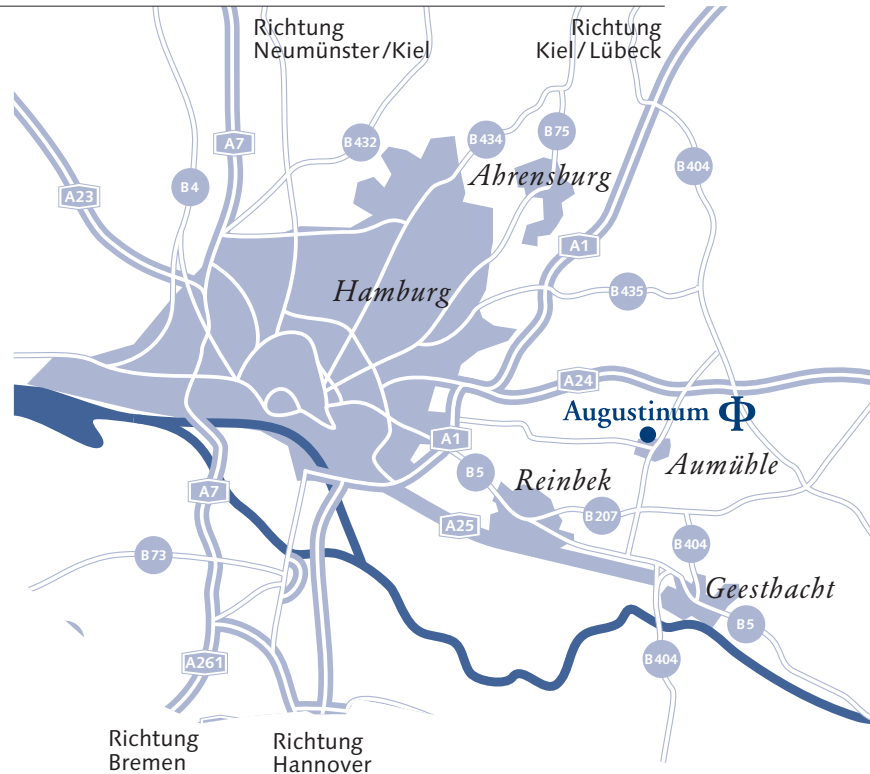 Richtung
Neumünster/Kiel
Richtung
Kiel/Lübeck
A7
B432
B434
B75
B4
A23
Ahrensburg
B404
A1
Hamburg
B435
A24
Augustinum Φ
A1
Aumühle
B5
Reinbek
A7
A25
B207
B404
B73
Geesthacht
B5
A261
B404
Richtung
Bremen
Richtung
Hannover